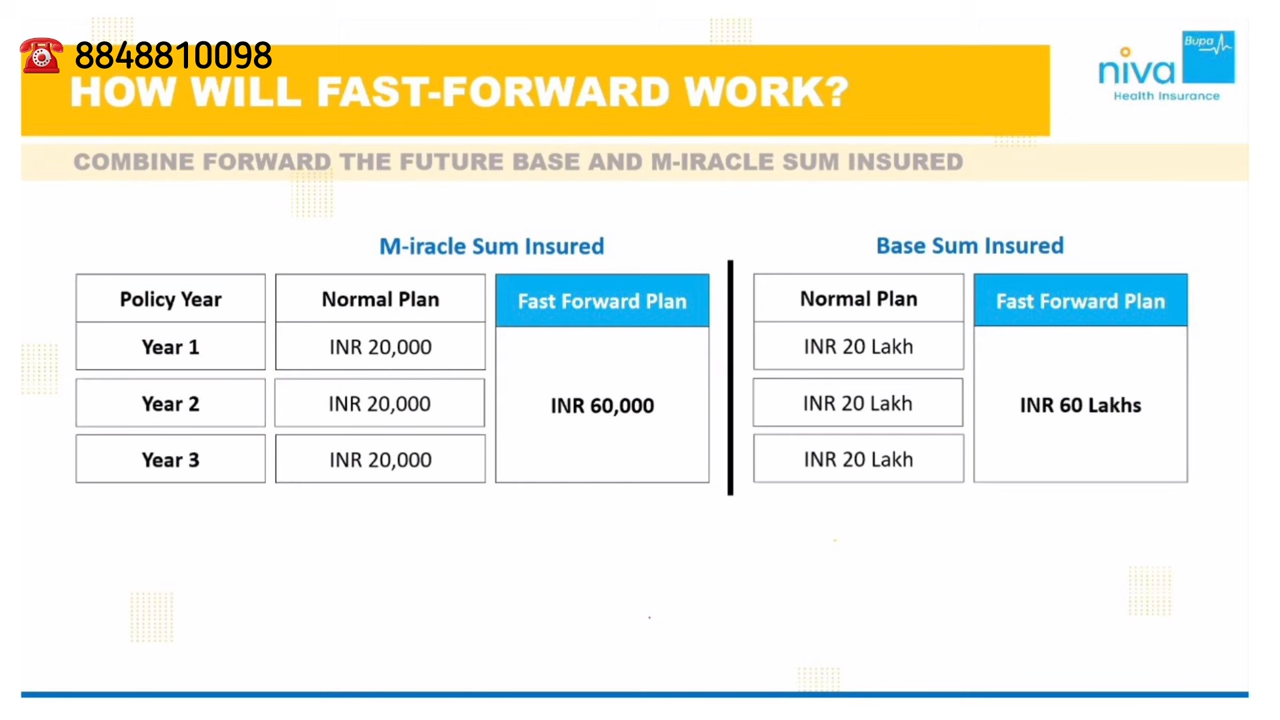 8848810098
HOW WILL FAST-FORWARD WORK?
Bupa
niva
Health Insurance
COMBINE FORWARD THE FUTURE BASE AND M-IRACLE SUM INSURED
M-iracle Sum Insured
Base Sum Insured
Policy Year Normal Plan Fast Forward Plan Normal Plan Fast Forward Plan
Year 1 INR 20,000 INR 20 Lakh
Year 2 INR 20,000 INR 60,000 INR 20 Lakh INR 60 Lakhs
Year 3 INR 20,000 INR 20 Lakh